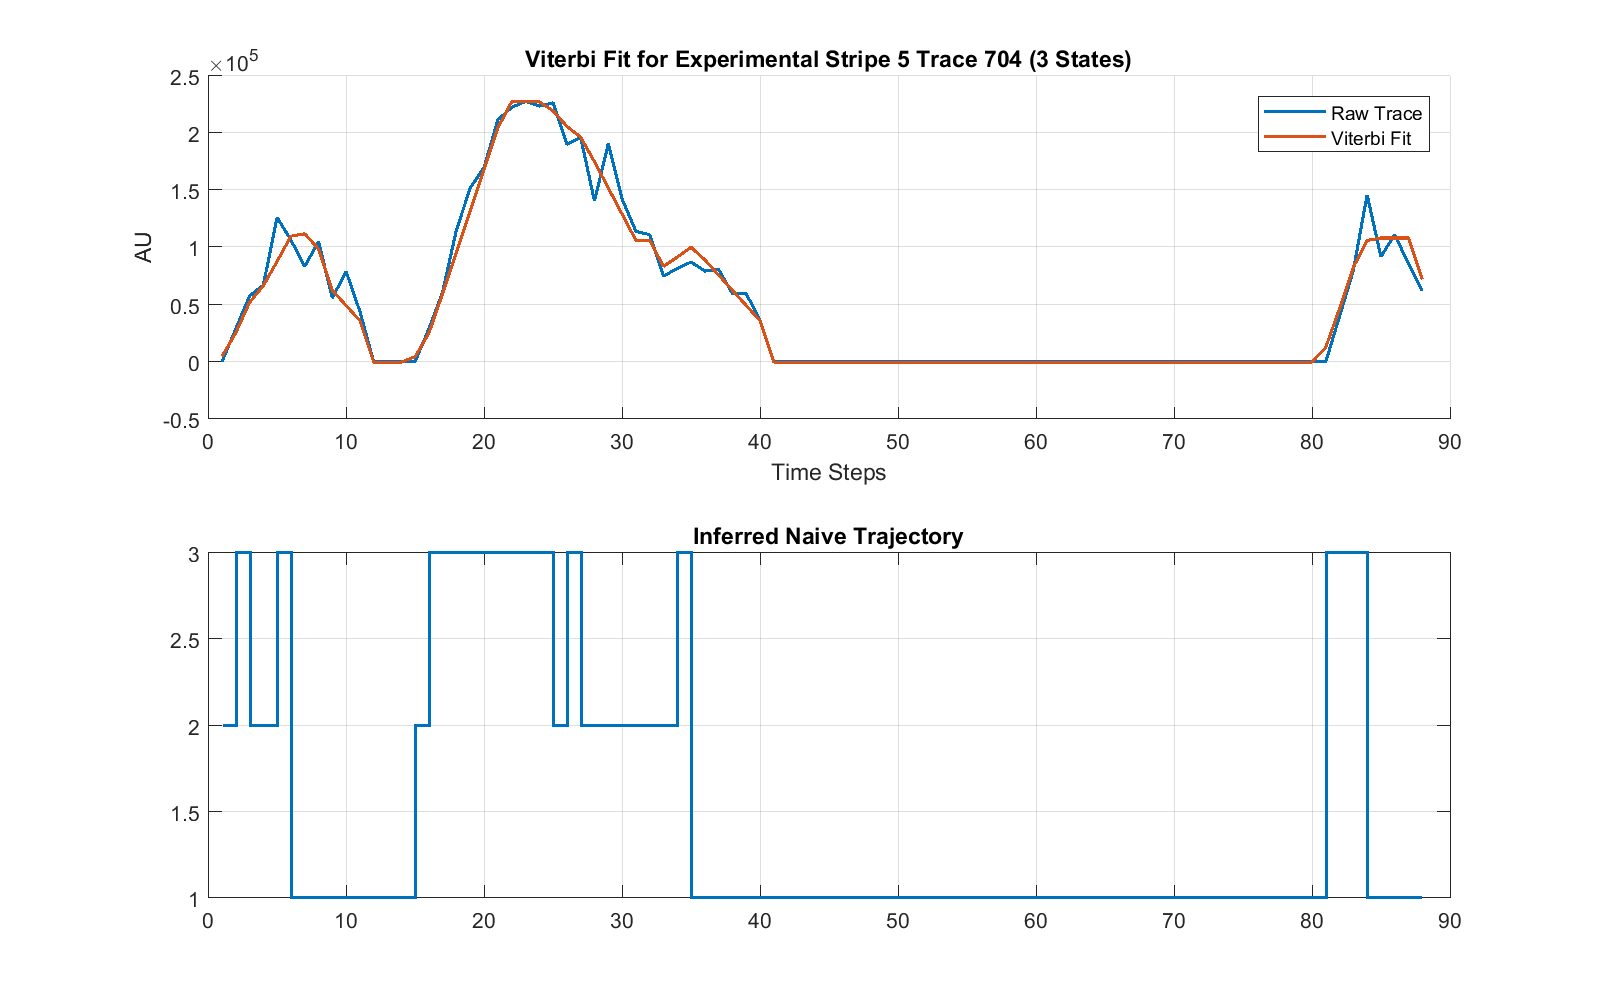 Viterbi Fit for Experimental Stripe 5 Trace 704 (3 States)
×10^5
2.5
2
1.5
1
0.5
0
-0.5
AU
Raw Trace
Viterbi Fit
0 10 20 30 40 50 60 70 80 90
Time Steps
Inferred Naive Trajectory
3
2.5
2
1.5
1
0 10 20 30 40 50 60 70 80 90